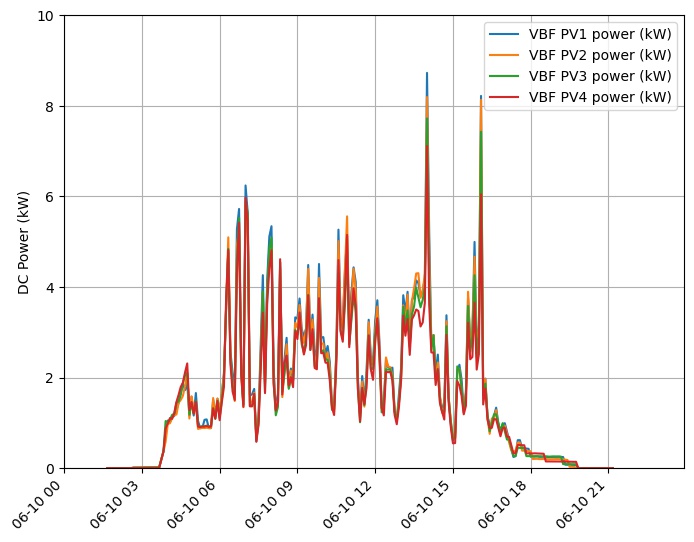 10
8
6
4
2
0
DC Power (kW)
VBF PV1 power (kW)
VBF PV2 power (kW)
VBF PV3 power (kW)
VBF PV4 power (kW)
06-10 00
06-10 03
06-10 06
06-10 09
06-10 12
06-10 15
06-10 18
06-10 21